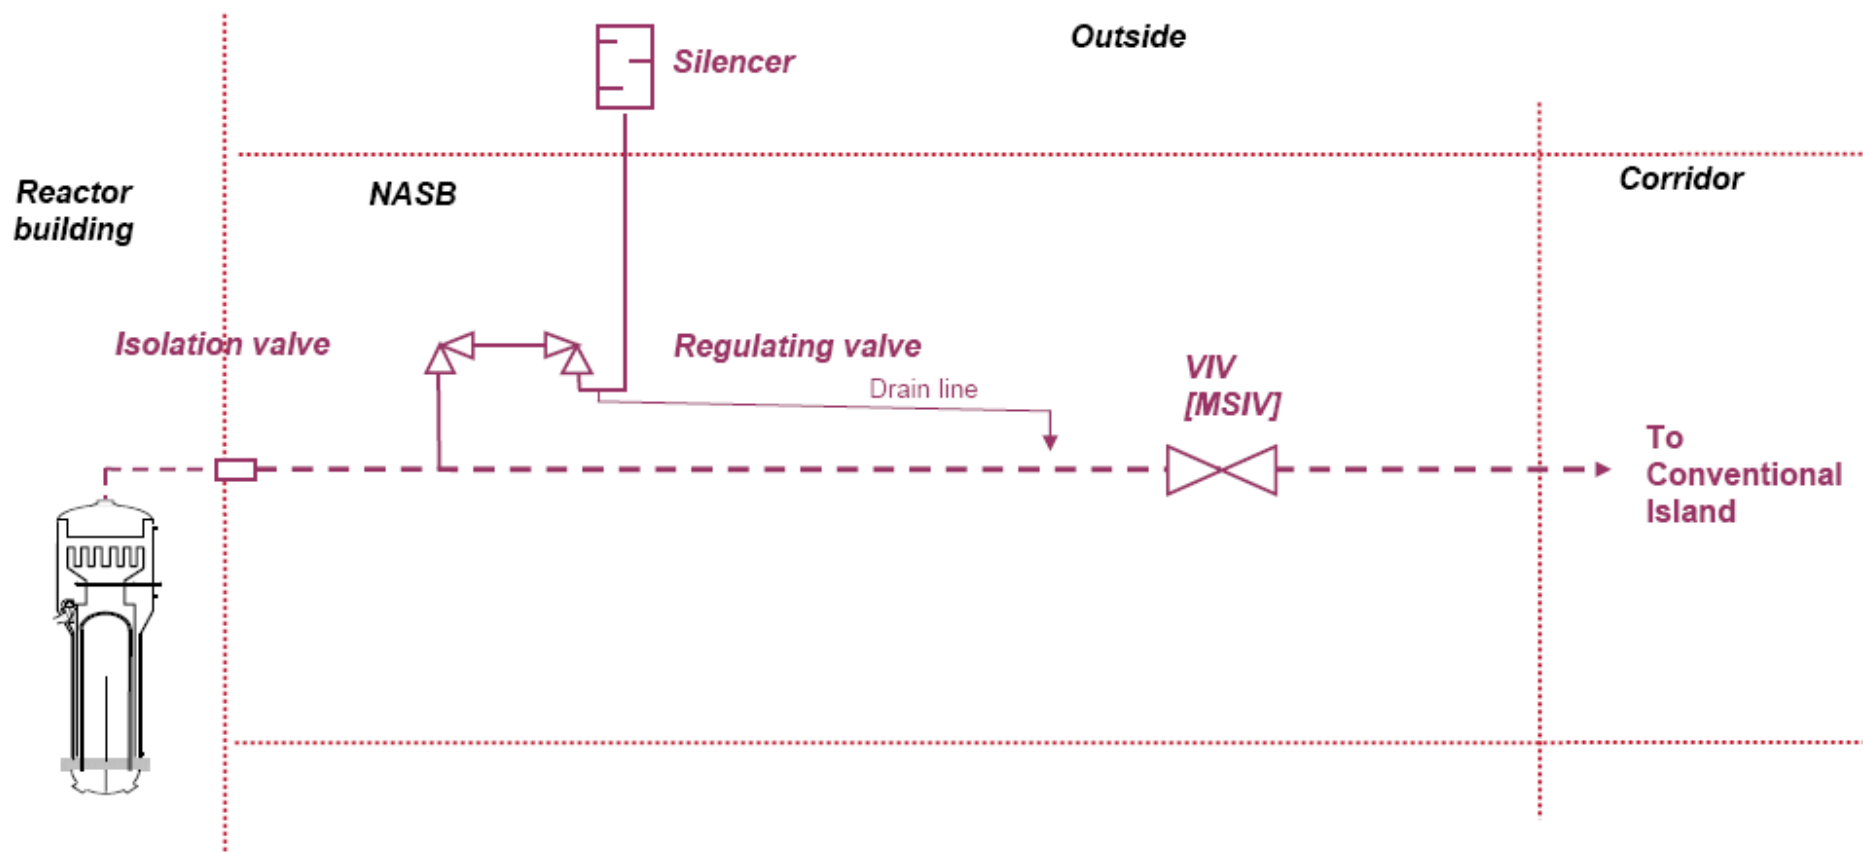 Outside
Silencer
Reactor
building
NASB
Corridor
Isolation valve
Regulating valve
VIV
[MSIV]
Drain line
To
Conventional
Island